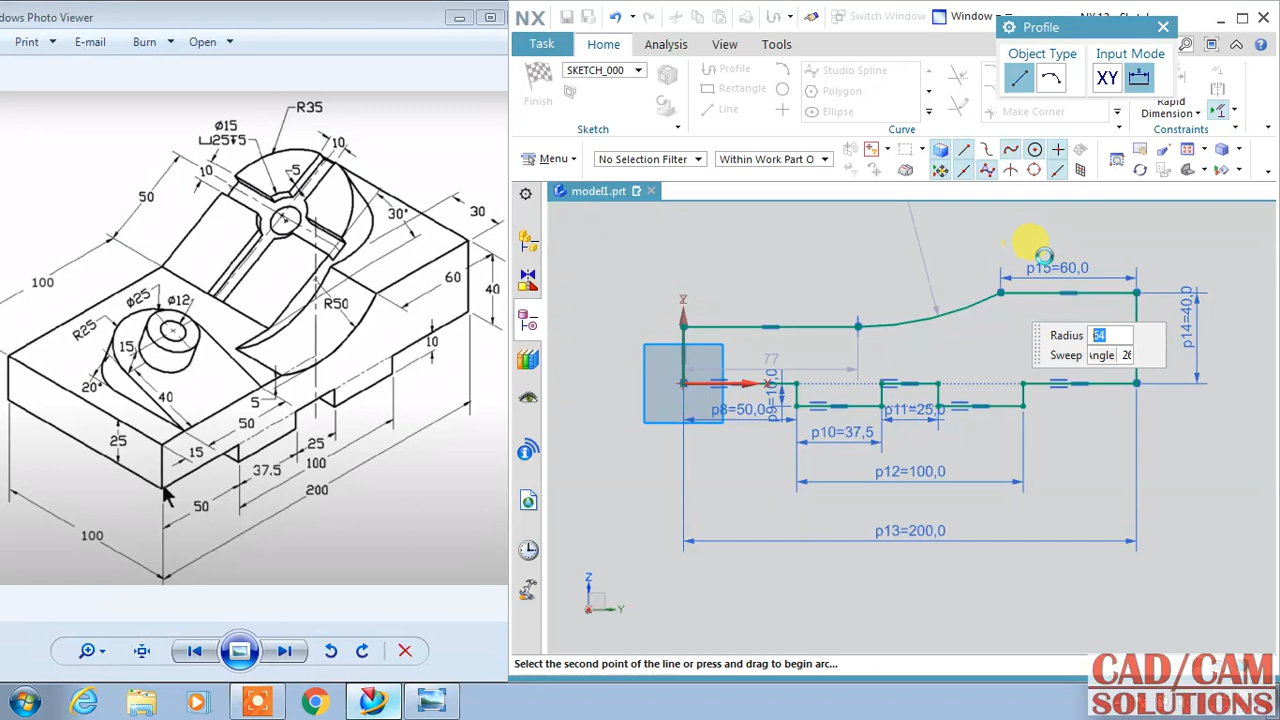 ndows Photo Viewer
Print
E-mail
Burn
Open
R35
Ø15
⌴25↧5
10
10
5
50
30°
30
100
60
40
Ø25
Ø12
R50
R25
15
10
20°
40
5
50
25
15
25
37.5
100
50
200
100
NX
Switch Window
Window
Task
Home
Analysis
View
Tools
Profile
Object Type
Input Mode
XY
SKETCH_000
Finish
Profile
Rectangle
Line
Studio Spline
Polygon
Ellipse
Make Corner
Rapid
Dimension
Sketch
Curve
Constraints
Menu
No Selection Filter
Within Work Part O
model1.prt
p15=60,0
Z
p14=40,0
Radius
54
Sweep Angle 26
77
X
p8=50,0
p11=25,0
p10=37,5
p12=100,0
p13=200,0
Z
Y
Select the second point of the line or press and drag to begin arc...
CAD/CAM
SOLUTIONS